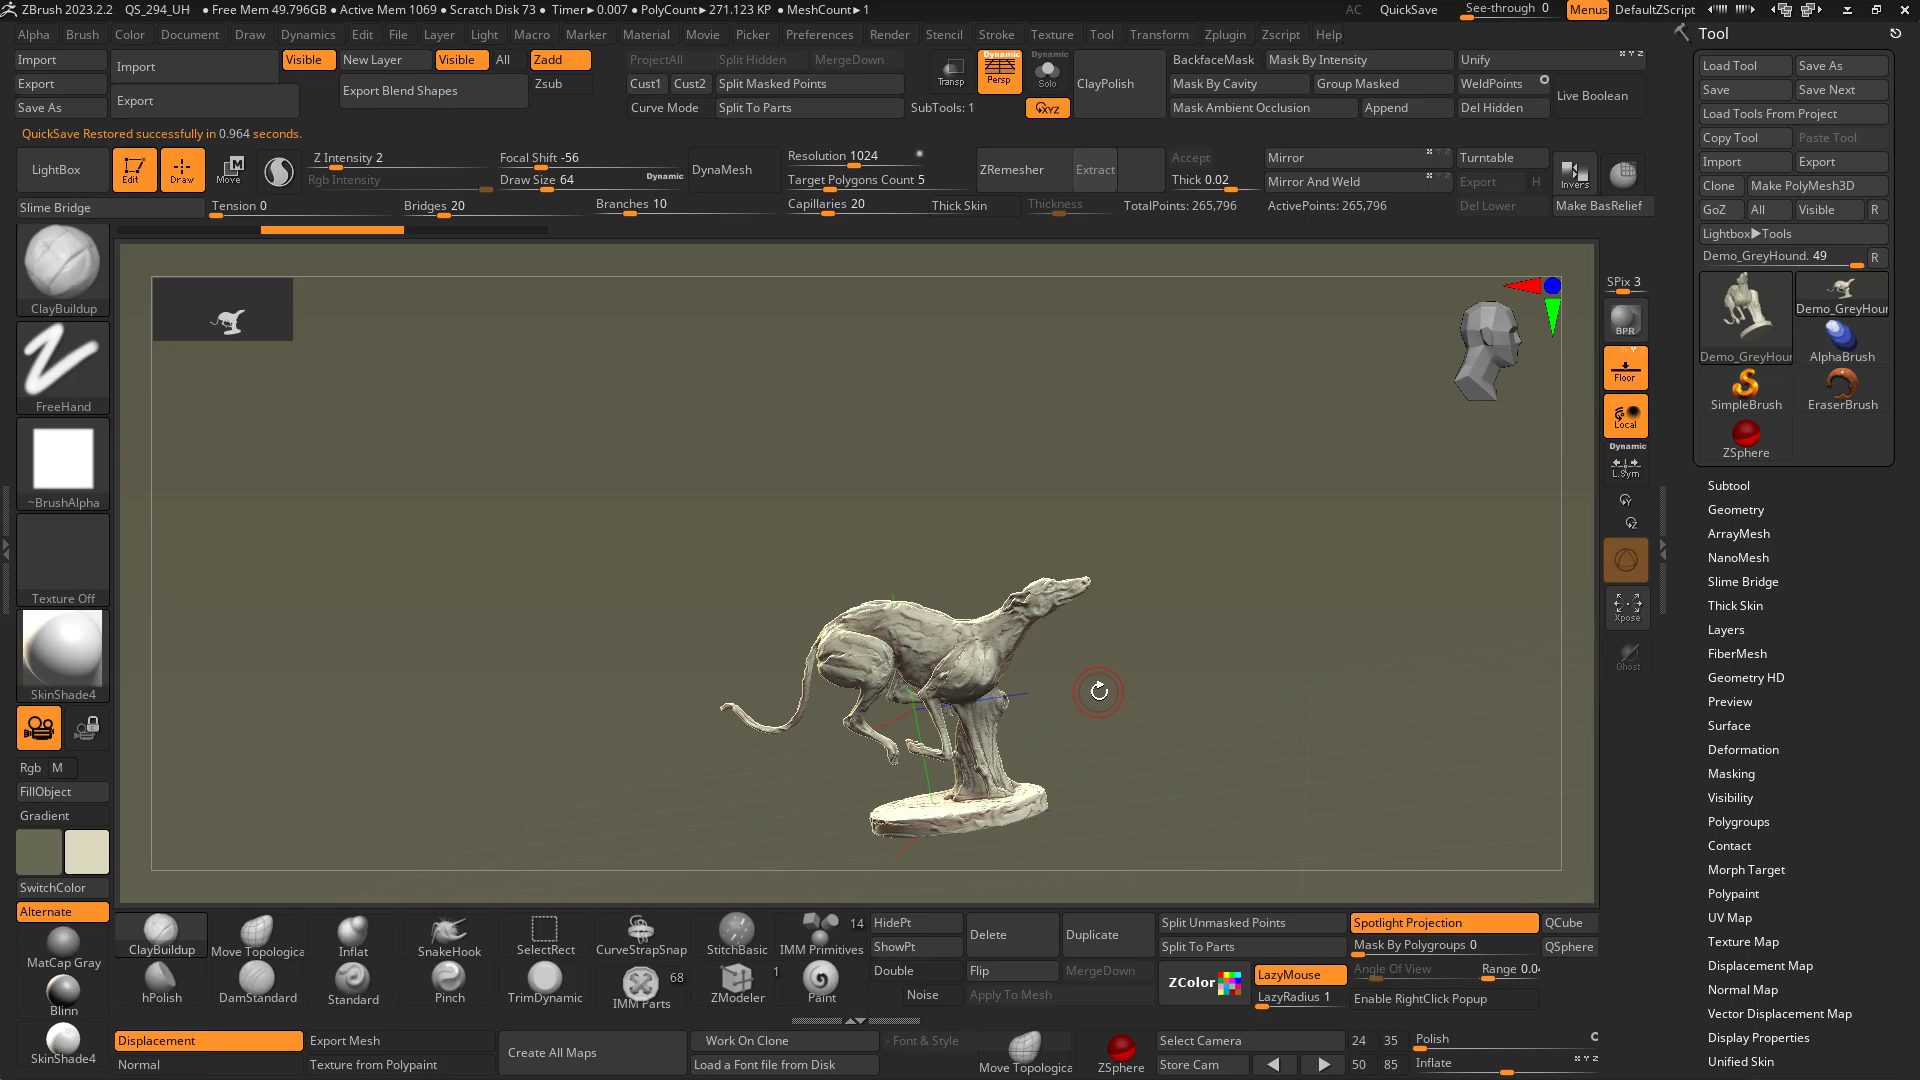 ZBrush 2023.2.2 QS_294_UH • Free Mem 49.796GB • Active Mem 1069 • Scratch Disk 73 • Timer►0.007 • PolyCount►271.123 KP • MeshCount►1 AC QuickSave See-through 0 Menus DefaultZScript
Alpha Brush Color Document Draw Dynamics Edit File Layer Light Macro Marker Material Movie Picker Preferences Render Stencil Stroke Texture Tool Transform Zplugin Zscript Help
Import Import Visible New Layer Visible All Zadd ProjectAll Split Hidden MergeDown Dynamic Dynamic BackfaceMask Mask By Intensity Unify
Export Export Export Blend Shapes Zsub Cust1 Cust2 Split Masked Points Transp Persp Solo ClayPolish Mask By Cavity Group Masked WeldPoints Live Boolean
Save As Curve Mode Split To Parts SubTools: 1 XYZ Mask Ambient Occlusion Append Del Hidden
QuickSave Restored successfully in 0.964 seconds.
LightBox Edit Draw Move Z Intensity 2 Focal Shift -56 DynaMesh Resolution 1024 ZRemesher Extract Accept Mirror Turntable
Rgb Intensity Draw Size 64 Dynamic Target Polygons Count 5 Thick 0.02 Mirror And Weld Export H Invers
Slime Bridge Tension 0 Bridges 20 Branches 10 Capillaries 20 Thick Skin Thickness TotalPoints: 265,796 ActivePoints: 265,796 Del Lower Make BasRelief
ClayBuildup
FreeHand
~BrushAlpha
Texture Off
SkinShade4
Rgb M
FillObject
Gradient
SwitchColor
Alternate
MatCap Gray
Blinn
SkinShade4
SPix 3
BPR
Floor
Local
Dynamic
L.Sym
Xpose
Ghost
Tool
Load Tool Save As
Save Save Next
Load Tools From Project
Copy Tool Paste Tool
Import Export
Clone Make PolyMesh3D
GoZ All Visible R
Lightbox►Tools
Demo_GreyHound. 49 R
Demo_GreyHour Demo_GreyHour
AlphaBrush
SimpleBrush EraserBrush
ZSphere
Subtool
Geometry
ArrayMesh
NanoMesh
Slime Bridge
Thick Skin
Layers
FiberMesh
Geometry HD
Preview
Surface
Deformation
Masking
Visibility
Polygroups
Contact
Morph Target
Polypaint
UV Map
Texture Map
Displacement Map
Normal Map
Vector Displacement Map
Display Properties
Unified Skin
ClayBuildup Move Topologica Inflat SnakeHook SelectRect CurveStrapSnap StitchBasic IMM Primitives 14
hPolish DamStandard Standard Pinch TrimDynamic IMM Parts 68 ZModeler 1 Paint
HidePt Delete Duplicate Split Unmasked Points Spotlight Projection QCube
ShowPt Split To Parts Mask By Polygroups 0 QSphere
Double Flip MergeDown ZColor LazyMouse Angle Of View Range 0.04
Noise Apply To Mesh LazyRadius 1 Enable RightClick Popup
Displacement Export Mesh Create All Maps Work On Clone - Font & Style Move Topologica ZSphere Select Camera 24 35 Polish
Normal Texture from Polypaint Load a Font file from Disk Store Cam 50 85 Inflate